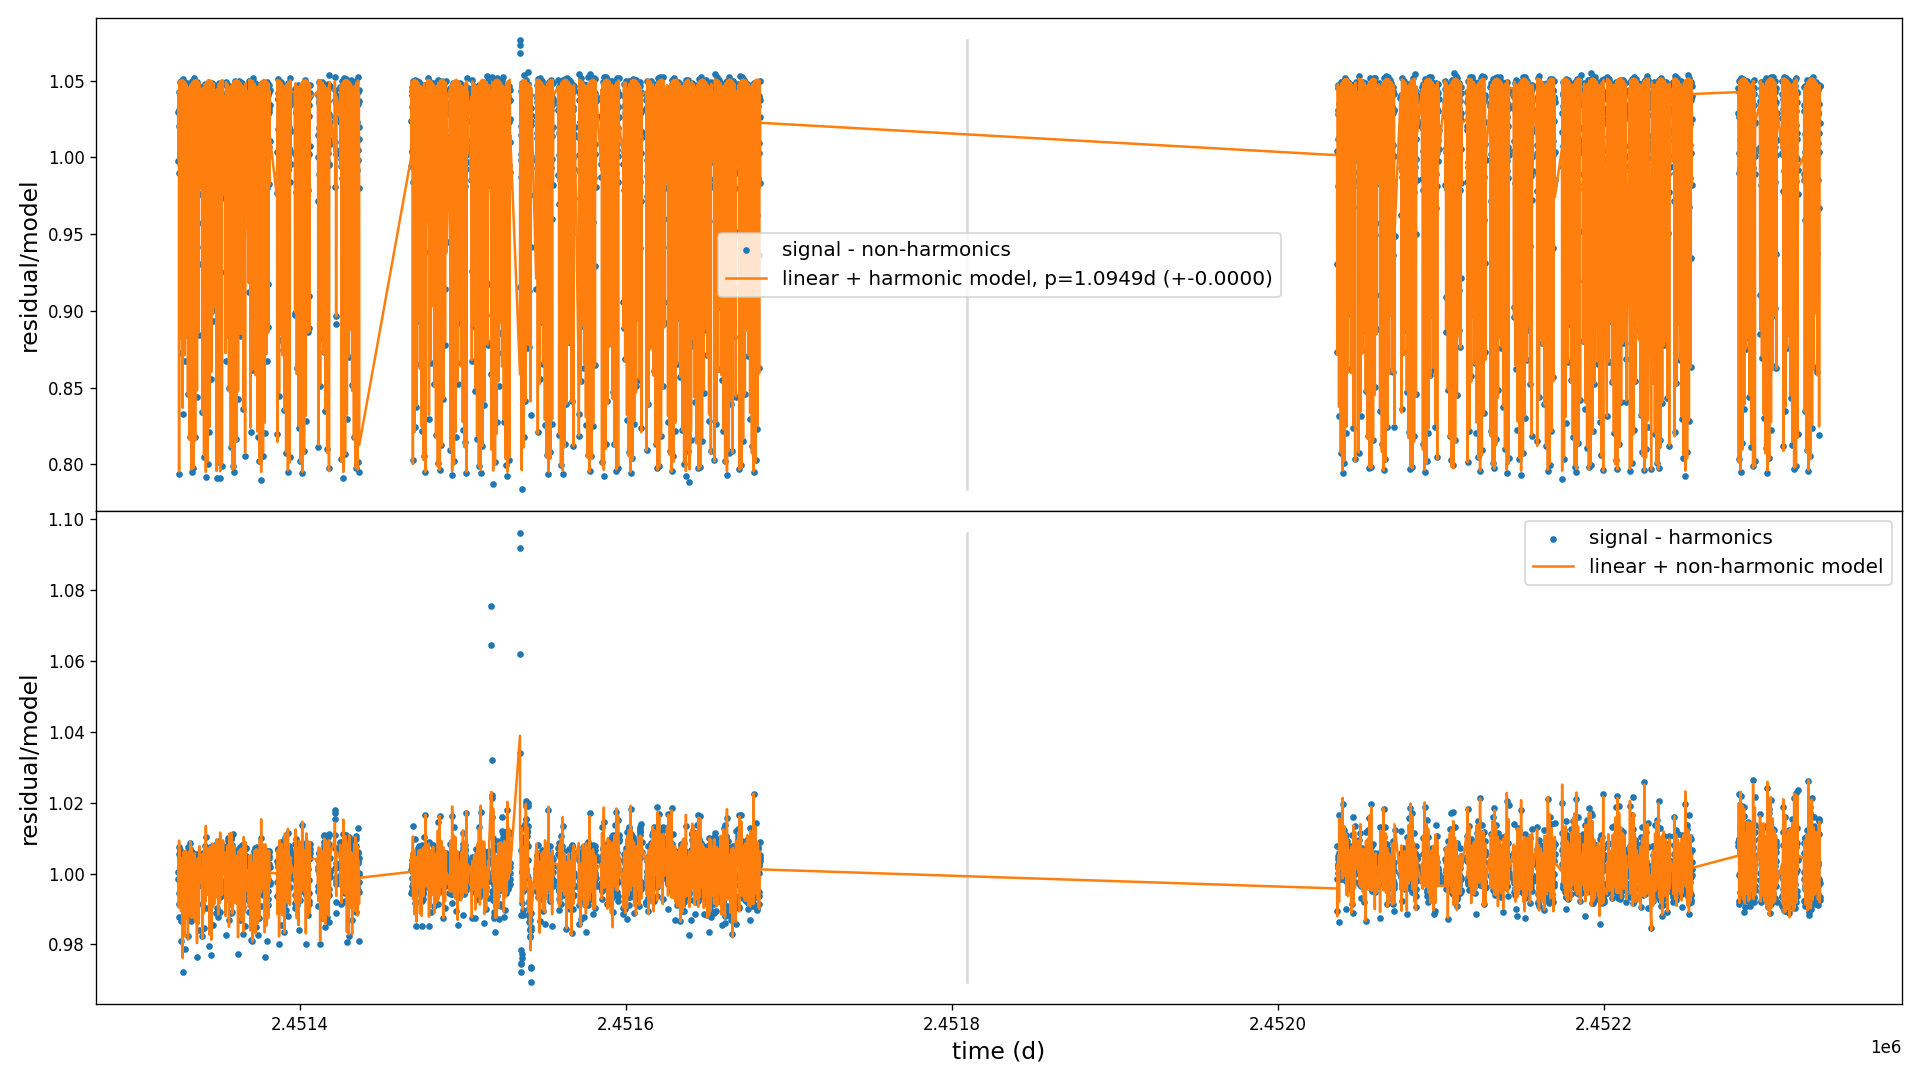 1.05
1.00
0.95
0.90
0.85
0.80
residual/model
signal - non-harmonics
linear + harmonic model, p=1.0949d (+-0.0000)
1.10
1.08
1.06
1.04
1.02
1.00
0.98
residual/model
signal - harmonics
linear + non-harmonic model
2.4514 2.4516 2.4518 2.4520 2.4522
1e6
time (d)